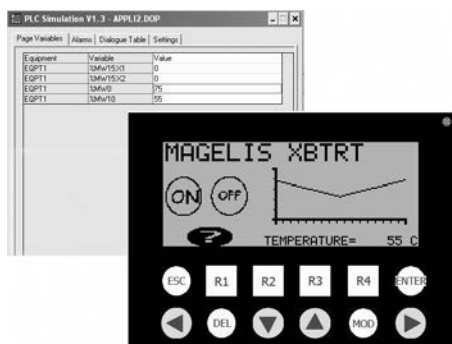 PLC Simulation V1.3 - APPLI2.DOP
Page Variables Alarms Dialogue Table Settings
Equipment Variable Value
EQPT1 %MW15:X1 0
EQPT1 %MW15:X2 0
EQPT1 %MW0 75
EQPT1 %MW10 55
MAGELIS XBTRT
ON OFF
?
TEMPERATURE= 55 C
ESC R1 R2 R3 R4 ENTER
DEL MOD